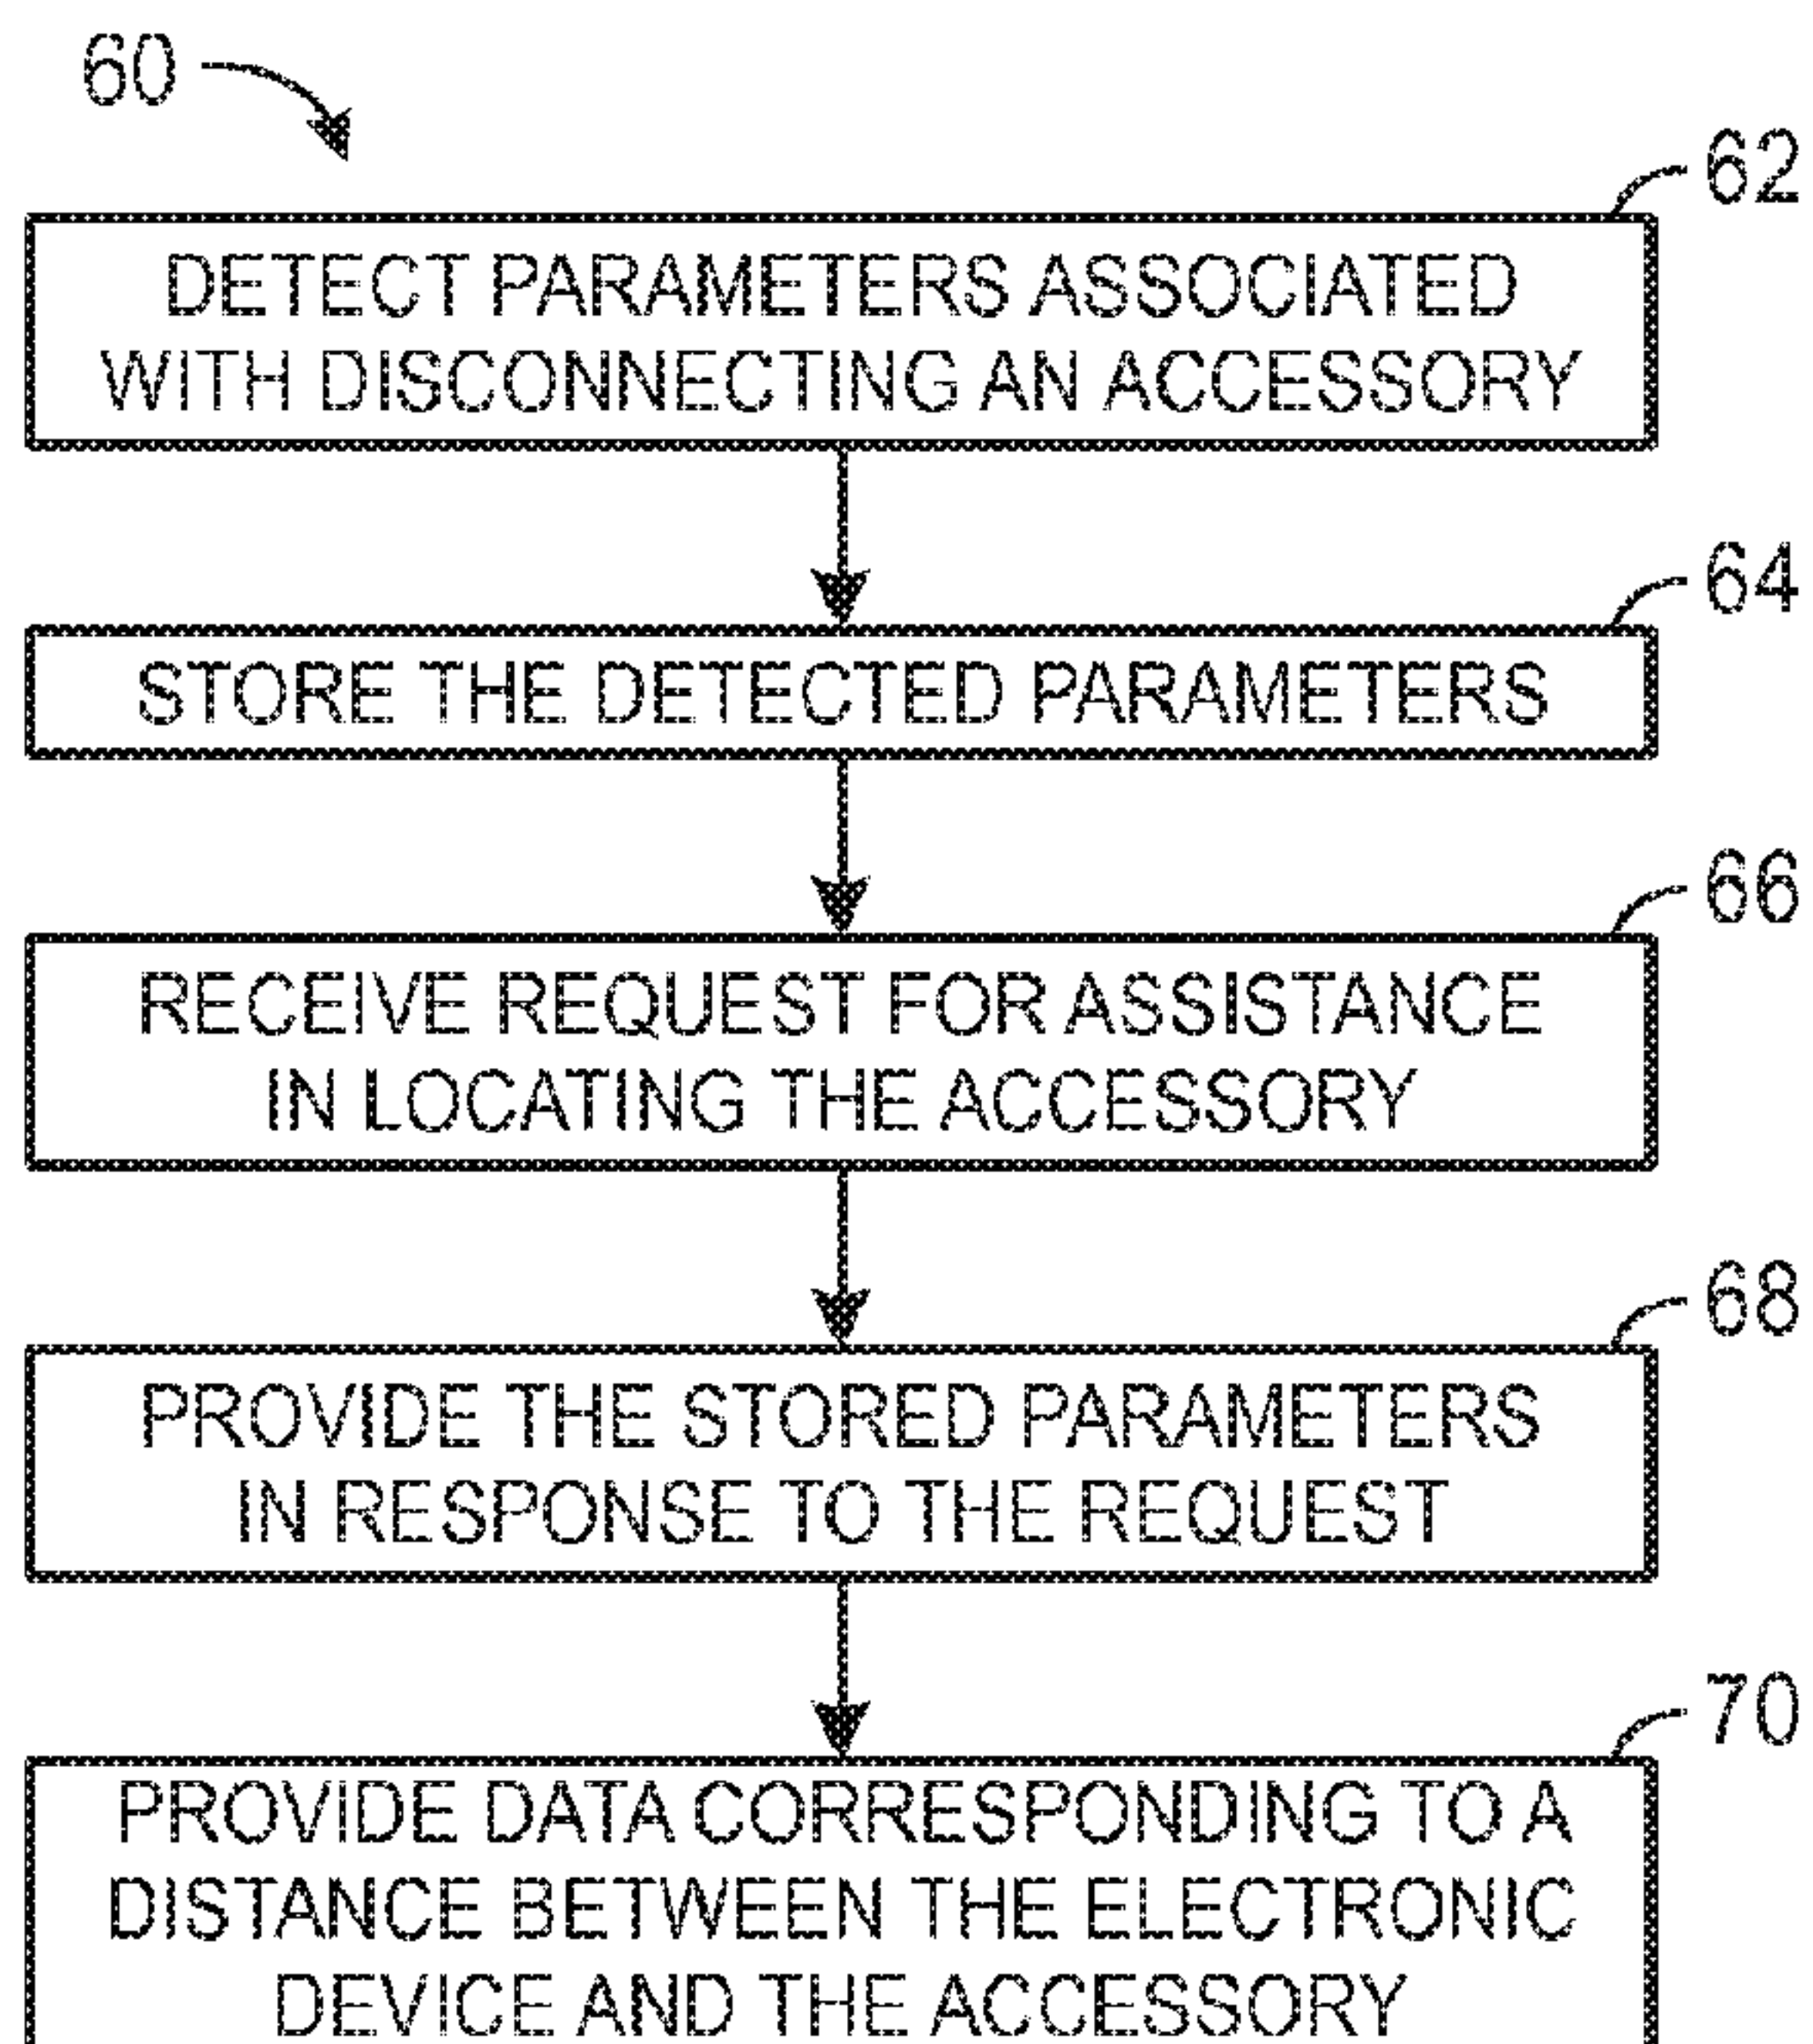 60
62
DETECT PARAMETERS ASSOCIATED
WITH DISCONNECTING AN ACCESSORY
64
STORE THE DETECTED PARAMETERS
66
RECEIVE REQUEST FOR ASSISTANCE
IN LOCATING THE ACCESSORY
68
PROVIDE THE STORED PARAMETERS
IN RESPONSE TO THE REQUEST
70
PROVIDE DATA CORRESPONDING TO A
DISTANCE BETWEEN THE ELECTRONIC
DEVICE AND THE ACCESSORY